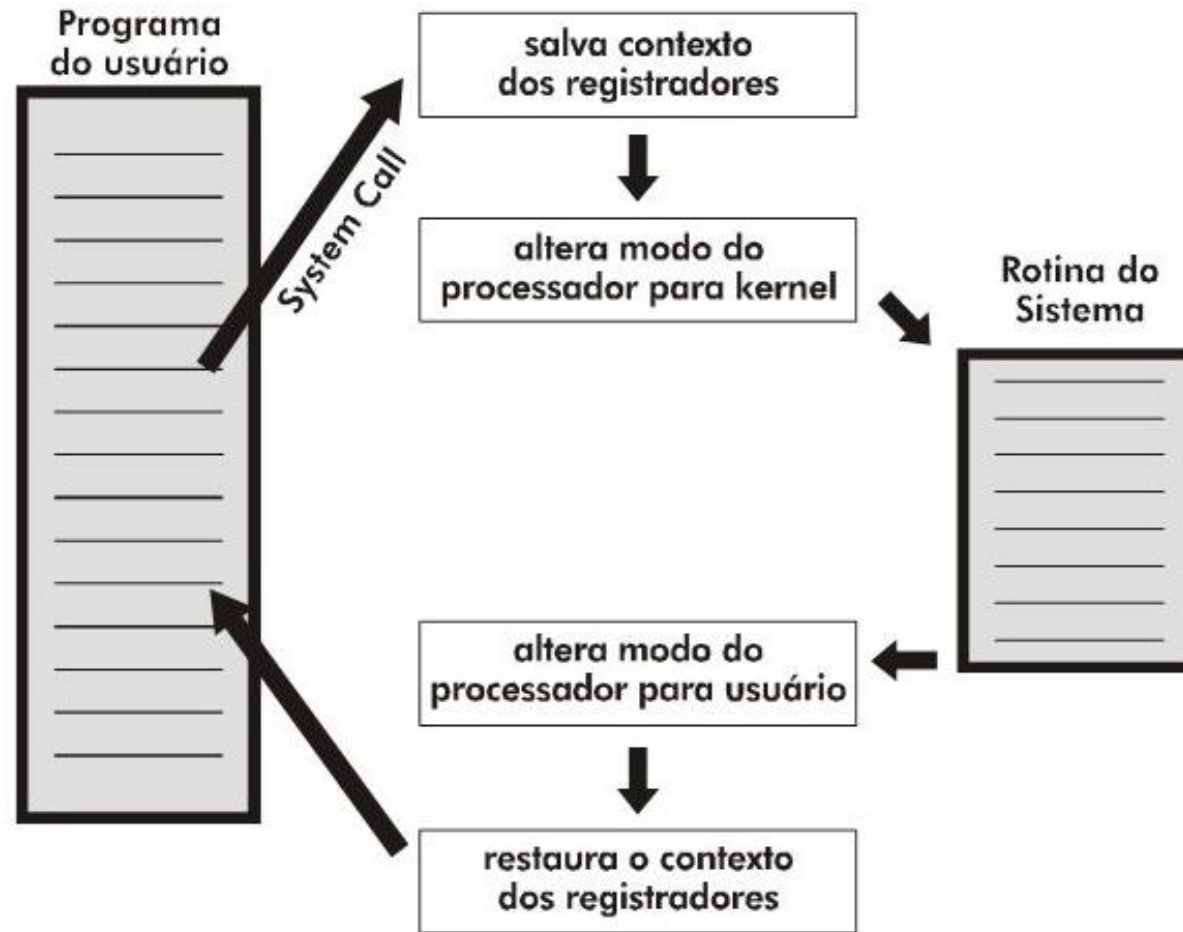 Programa
do usuário
salva contexto
dos registradores
System Call
altera modo do
processador para kernel
Rotina do
Sistema
altera modo do
processador para usuário
restaura o contexto
dos registradores